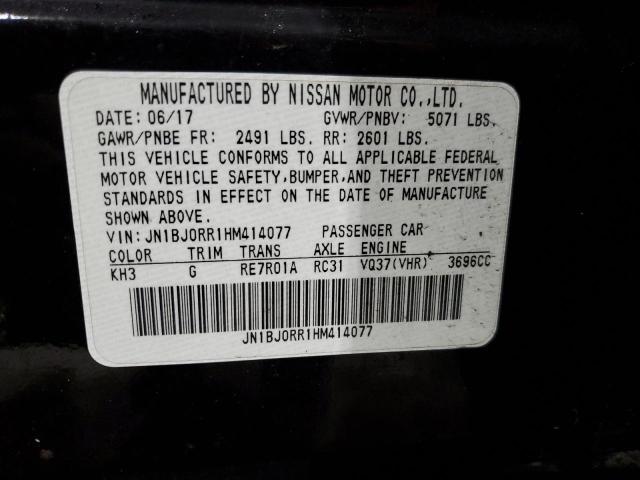 MANUFACTURED BY NISSAN MOTOR CO.,LTD.
DATE: 06/17 GVWR/PNBV: 5071 LBS.
GAWR/PNBE FR: 2491 LBS. RR: 2601 LBS.
THIS VEHICLE CONFORMS TO ALL APPLICABLE FEDERAL
MOTOR VEHICLE SAFETY,BUMPER,AND THEFT PREVENTION
STANDARDS IN EFFECT ON THE DATE OF MANUFACTURE
SHOWN ABOVE.
VIN:JN1BJ0RR1HM414077 PASSENGER CAR
COLOR TRIM TRANS AXLE ENGINE
KH3 G RE7R01A RC31 VQ37(VHR) 3696CC
JN1BJ0RR1HM414077